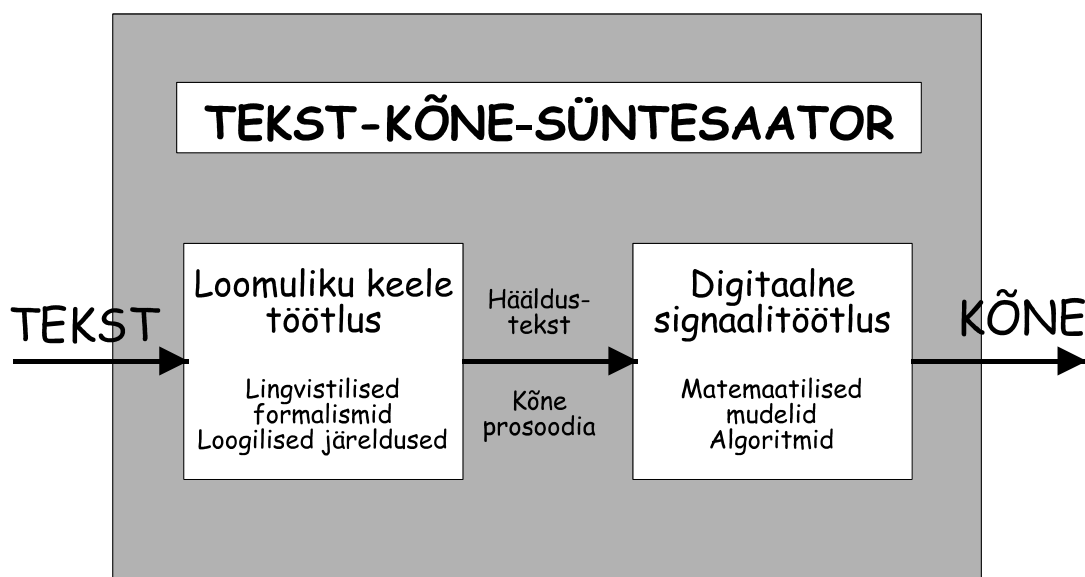 TEKST-KÕNE-SÜNTESAATOR
TEKST
Loomuliku keele
töötlus
Lingvistilised
formalismid
Loogilised järeldused
Hääldus-
tekst
Kõne
prosoodia
Digitaalne
signaalitöötlus
Matemaatilised
mudelid
Algoritmid
KÕNE